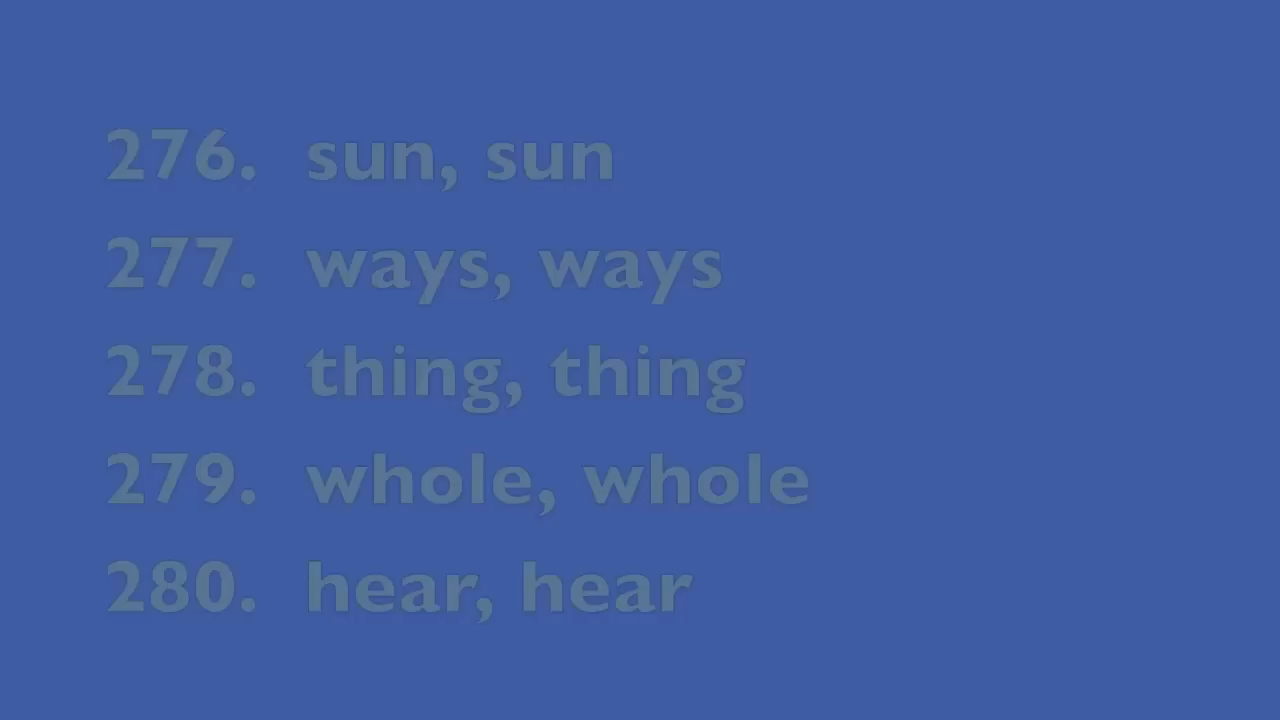 276. sun, sun
277. ways, ways
278. thing, thing
279. whole, whole
280. hear, hear